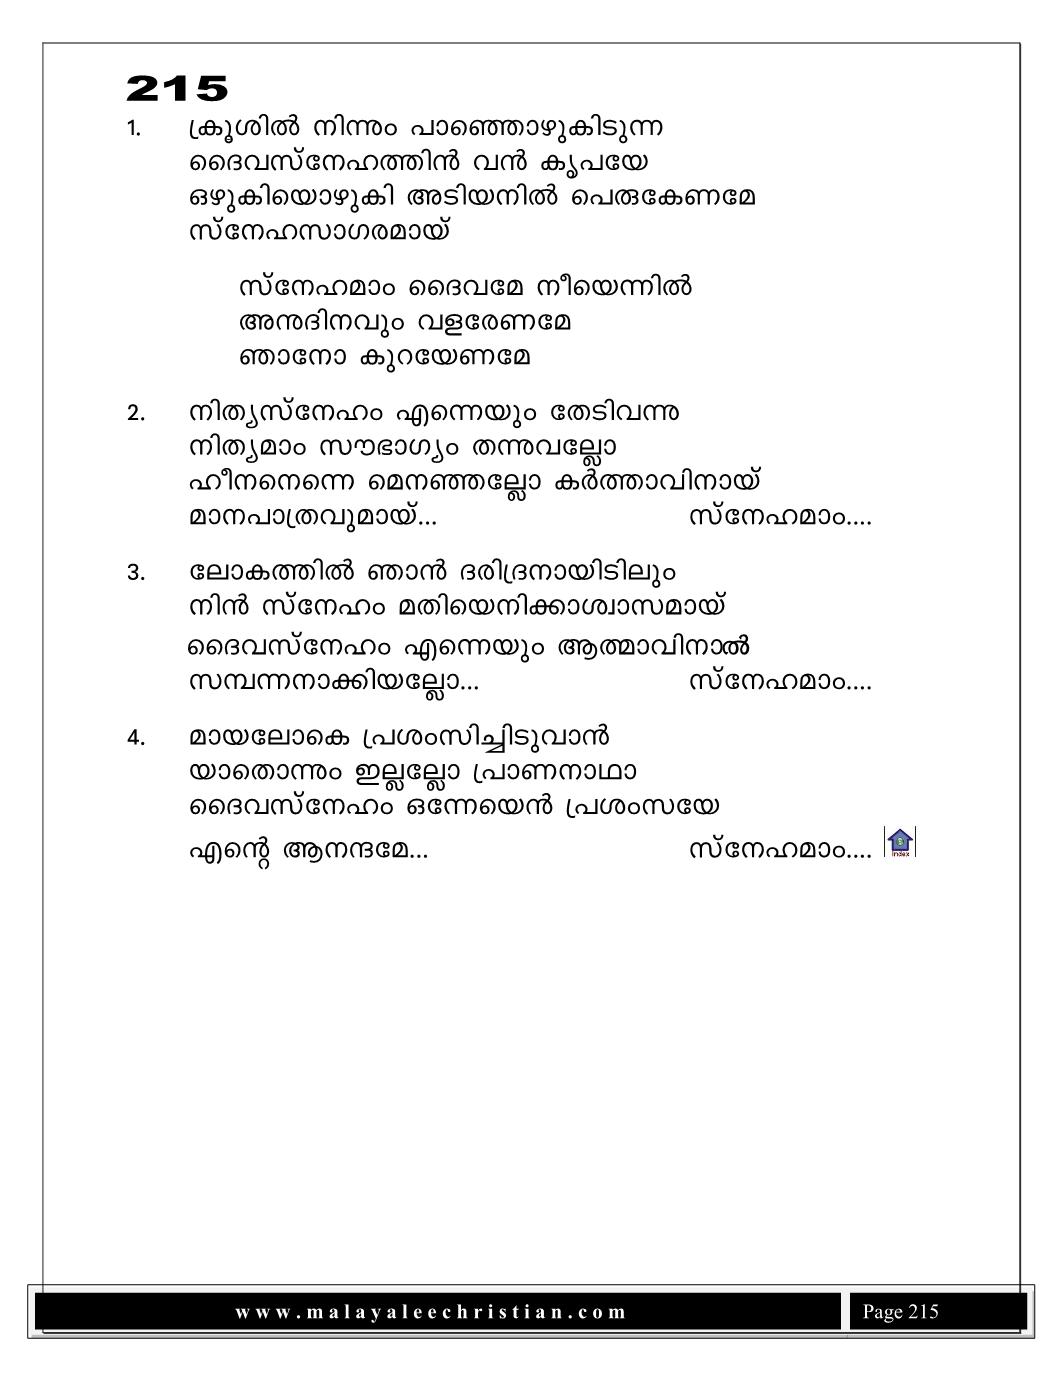 215
1. ക്രൂശിൽ നിന്നും പാഞ്ഞൊഴുകിടുന്ന
ദൈവസ്നേഹത്തിൻ വൻ കൃപയേ
ഒഴുകിയൊഴുകി അടിയനിൽ പെരുകേണമേ
സ്നേഹസാഗരമായ്
സ്നേഹമാം ദൈവമേ നീയെന്നിൽ
അനുദിനവും വളരേണമേ
ഞാനോ കുറയേണമേ
2. നിത്യസ്നേഹം എന്നെയും തേടിവന്നു
നിത്യമാം സൗഭാഗ്യം തന്നുവല്ലോ
ഹീനനെന്നെ മെനഞ്ഞല്ലോ കർത്താവിനായ്
മാനപാത്രവുമായ്... സ്നേഹമാം....
3. ലോകത്തിൽ ഞാൻ ദരിദ്രനായിടിലും
നിൻ സ്നേഹം മതിയെനിക്കാശ്വാസമായ്
ദൈവസ്നേഹം എന്നെയും ആത്മാവിനാൽ
സമ്പന്നനാക്കിയല്ലോ... സ്നേഹമാം....
4. മായലോകെ പ്രശംസിച്ചിടുവാൻ
യാതൊന്നും ഇല്ലല്ലോ പ്രാണനാഥാ
ദൈവസ്നേഹം ഒന്നേയെൻ പ്രശംസയേ
എന്റെ ആനന്ദമേ... സ്നേഹമാം....
index
www.malayaleechristian.com Page 215